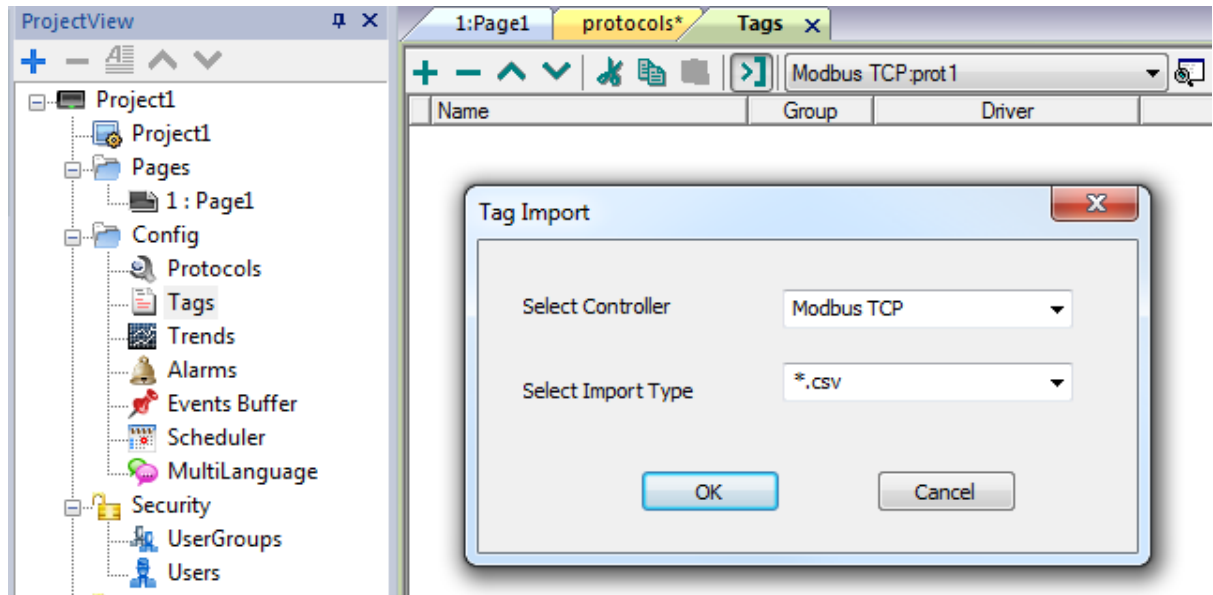 ProjectView
Project1
Project1
Pages
1 : Page1
Config
Protocols
Tags
Trends
Alarms
Events Buffer
Scheduler
MultiLanguage
Security
UserGroups
Users
1:Page1 protocols* Tags
Modbus TCP:prot1
Name Group Driver
Tag Import
Select Controller Modbus TCP
Select Import Type *.csv
OK Cancel